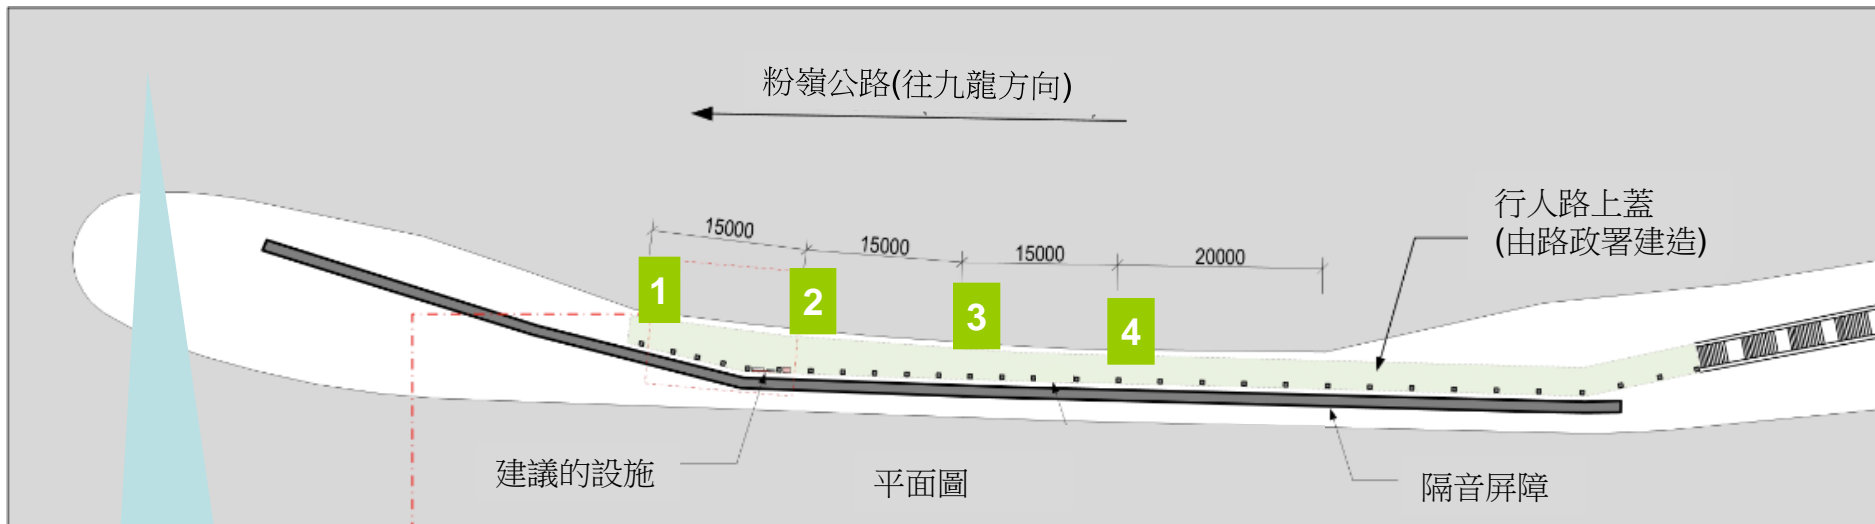 粉嶺公路(往九龍方向)
行人路上蓋
(由路政署建造)
15000
15000
15000
20000
1
2
3
4
建議的設施
平面圖
隔音屏障